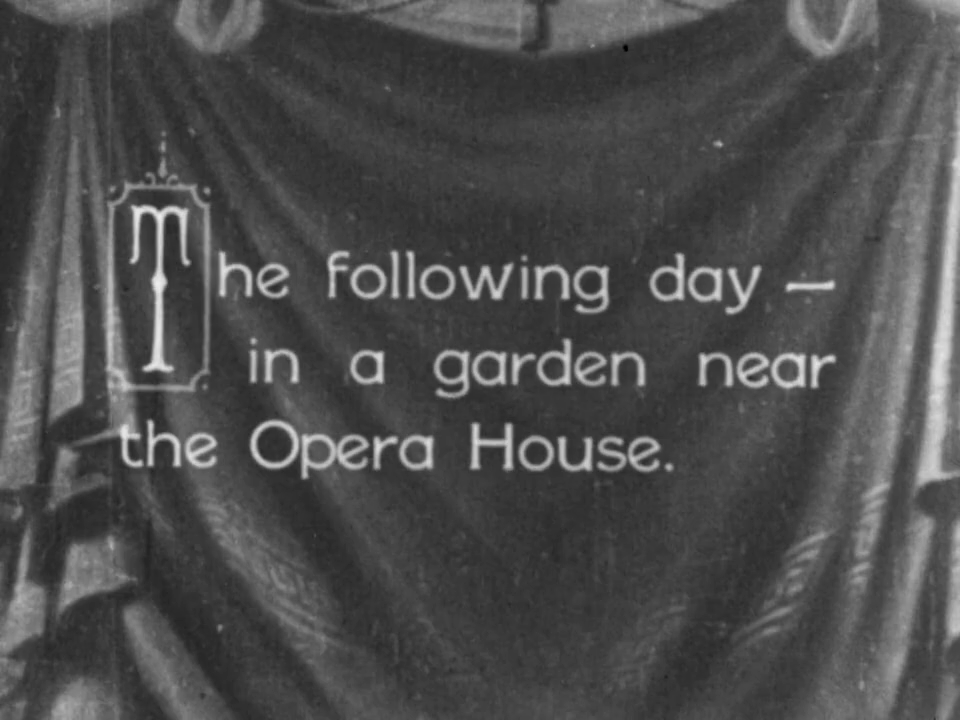 The following day —
in a garden near
the Opera House.